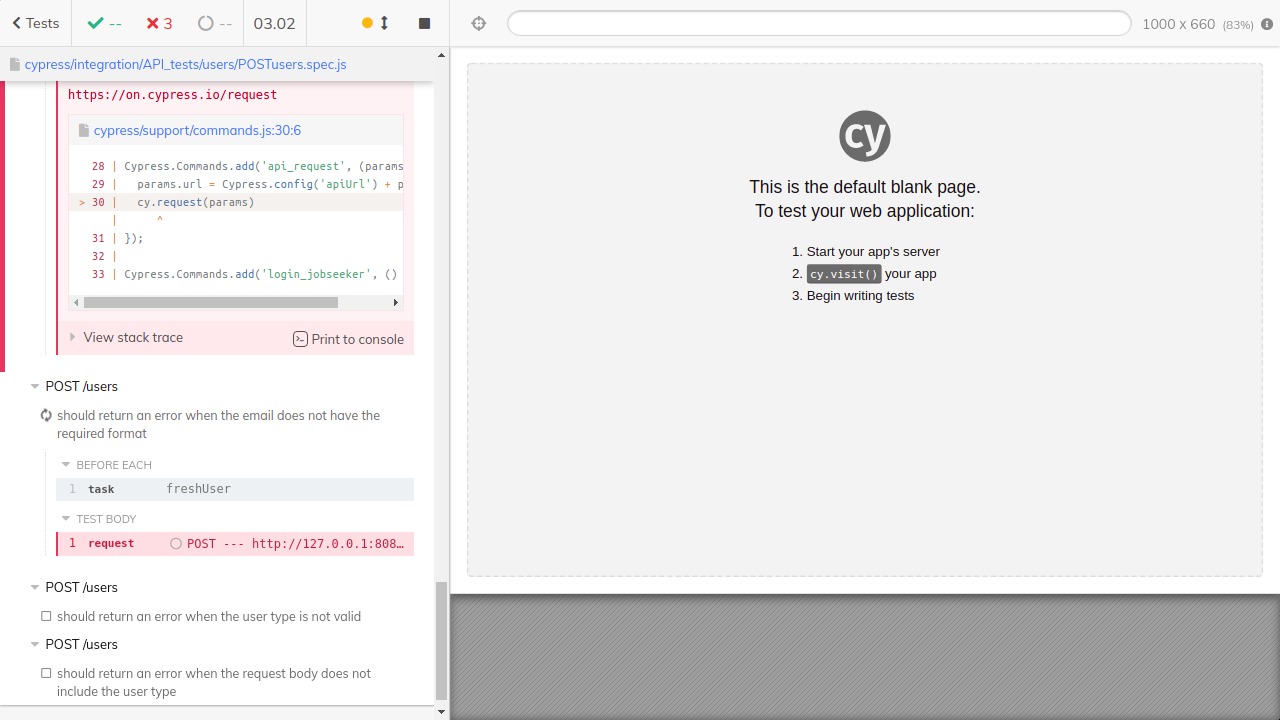 Tests
--
3
--
03.02
1000 x 660 (83%)
cypress/integration/API_tests/users/POSTusers.spec.js
https://on.cypress.io/request
cypress/support/commands.js:30:6
28 | Cypress.Commands.add('api_request', (params
29 |   params.url = Cypress.config('apiUrl') + p
> 30 |   cy.request(params)
|      ^
31 | });
32 |
33 | Cypress.Commands.add('login_jobseeker', ()
View stack trace
Print to console
POST /users
should return an error when the email does not have the
required format
BEFORE EACH
1 task freshUser
TEST BODY
1 request POST --- http://127.0.0.1:808…
POST /users
should return an error when the user type is not valid
POST /users
should return an error when the request body does not
include the user type
cy
This is the default blank page.
To test your web application:
1. Start your app's server
2. cy.visit() your app
3. Begin writing tests